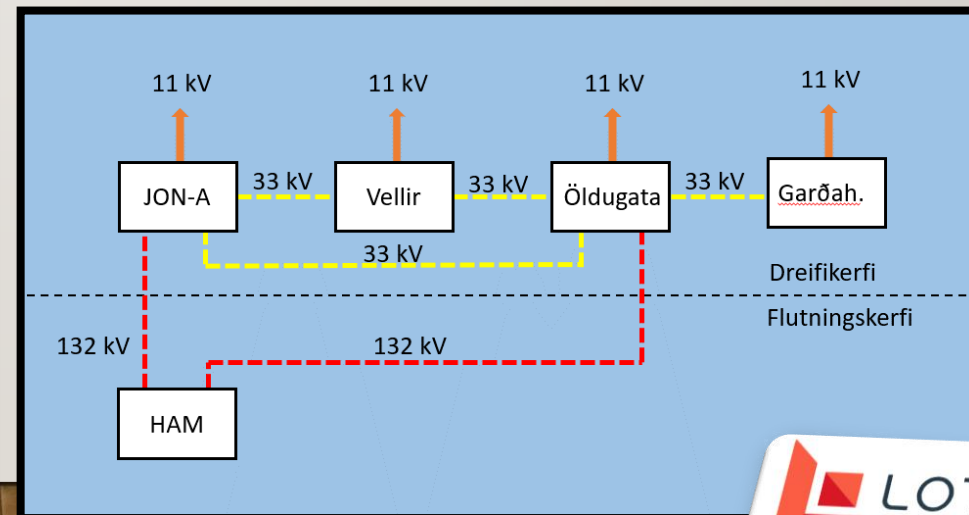 11 kV
11 kV
11 kV
11 kV
JON-A
33 kV
Vellir
33 kV
Öldugata
33 kV
Garðah.
33 kV
Dreifikerfi
Flutningskerfi
132 kV
132 kV
HAM